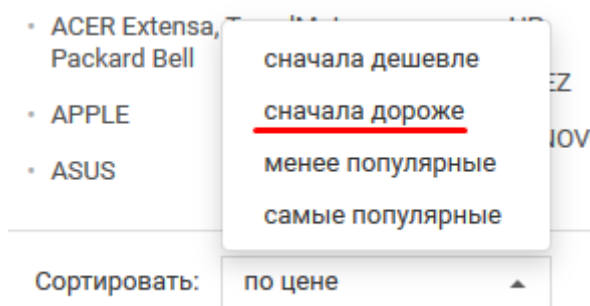 ACER Extensa,
Packard Bell
APPLE
ASUS
сначала дешевле
сначала дороже
менее популярные
самые популярные
Сортировать: по цене